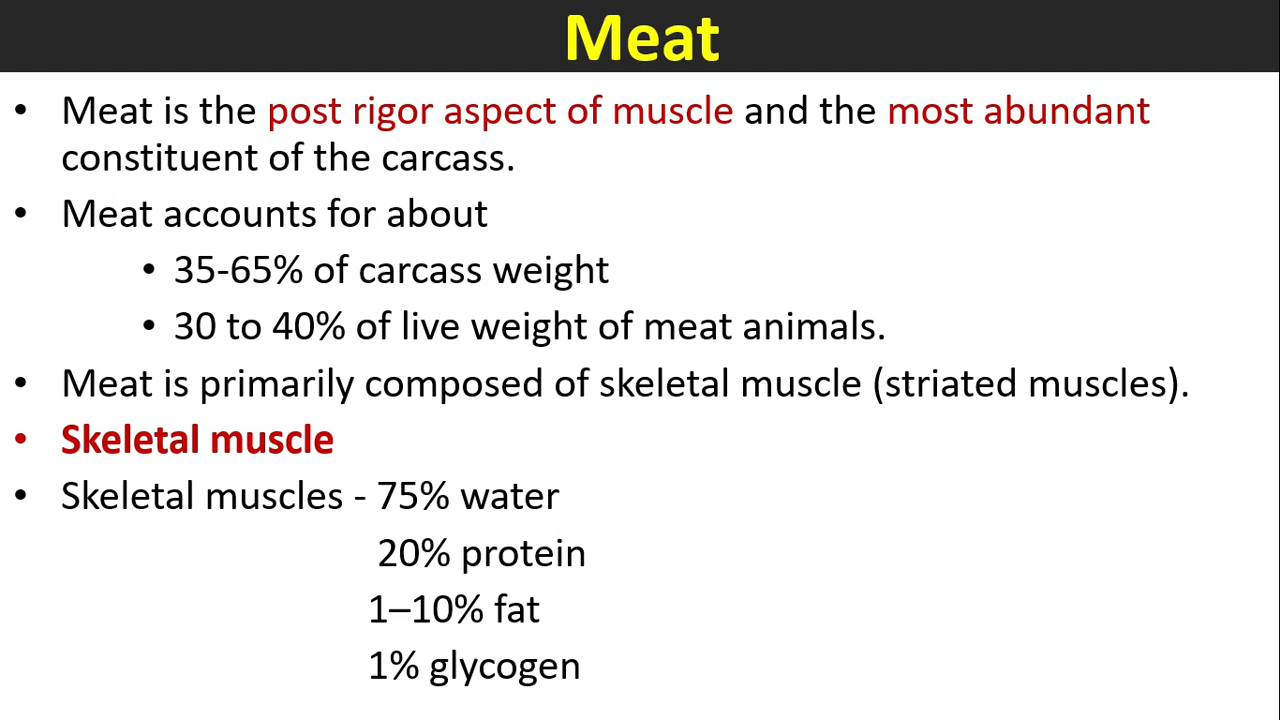 Meat
• Meat is the post rigor aspect of muscle and the most abundant
constituent of the carcass.
• Meat accounts for about
• 35-65% of carcass weight
• 30 to 40% of live weight of meat animals.
• Meat is primarily composed of skeletal muscle (striated muscles).
• Skeletal muscle
• Skeletal muscles - 75% water
20% protein
1–10% fat
1% glycogen